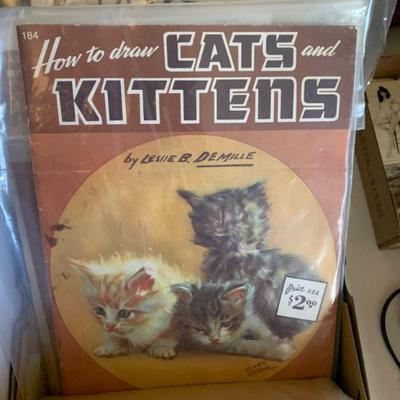 184
How to draw CATS and
KITTENS
by LESLIE B. DEMILLE
Price U.S.A.
$2.00